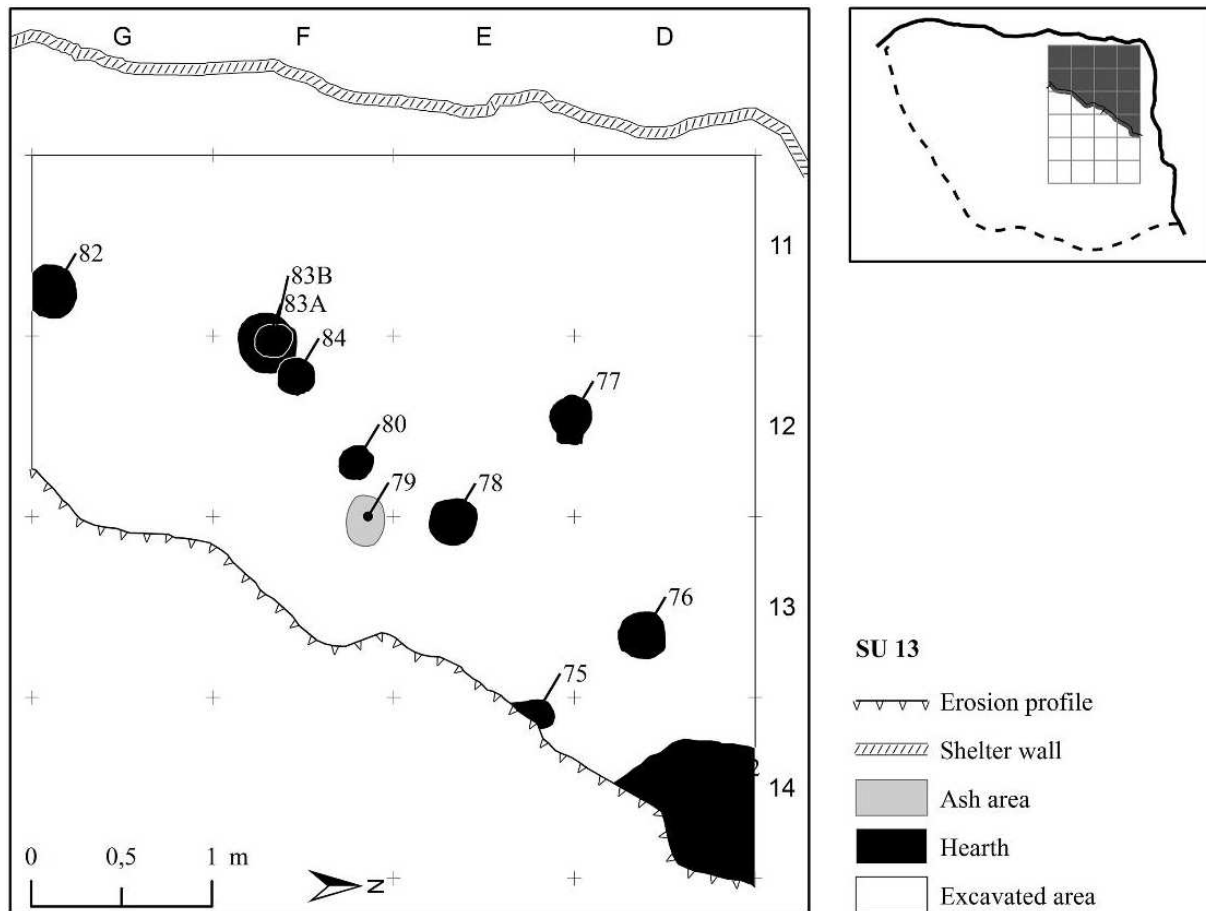 G F E D
11
82
83B
83A
84
77
12
80
79 78
76
13
75
2
14
0 0,5 1 m
N
SU 13
Erosion profile
Shelter wall
Ash area
Hearth
Excavated area